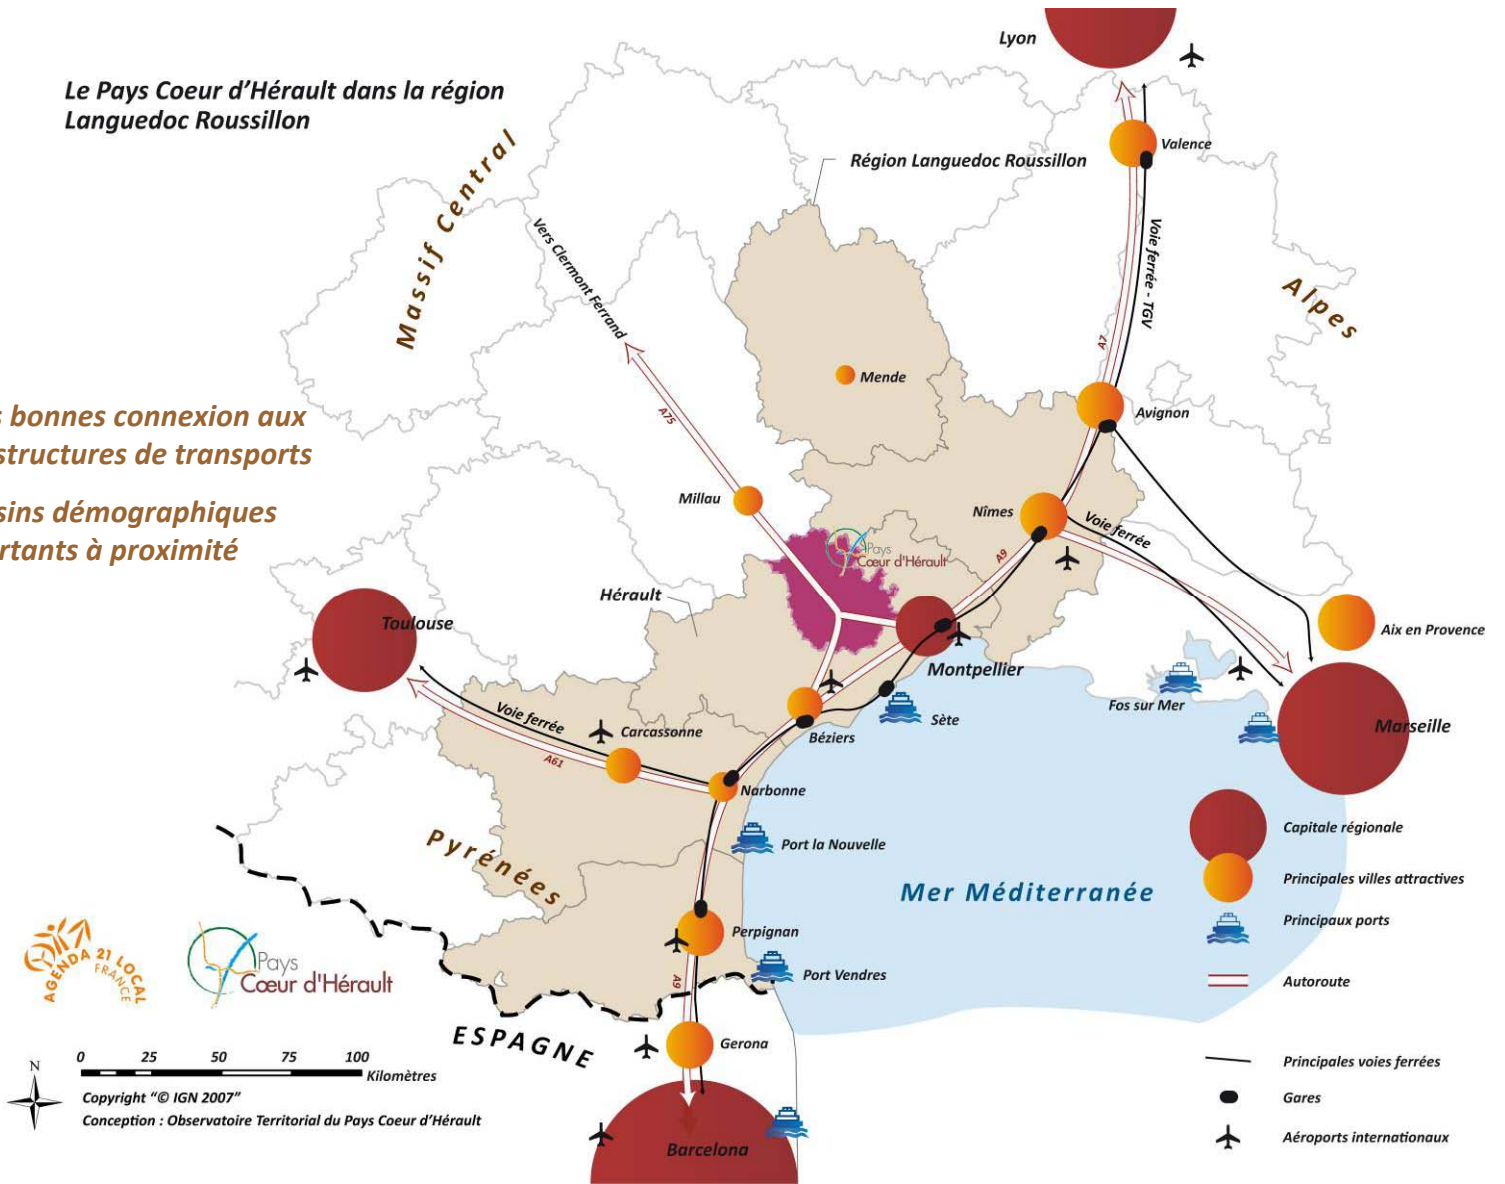 Le Pays Coeur d'Hérault dans la région
Languedoc Roussillon
Lyon
Massif Central
Région Languedoc Roussillon
Valence
Vers Clermont Ferrand
Voie ferrée - TGV
Alpes
A7
Mende
A75
Avignon
s bonnes connexion aux
structures de transports
sins démographiques
rtants à proximité
Millau
Nîmes
Voie ferrée
A9
Pays
Cœur d'Hérault
Hérault
Toulouse
Aix en Provence
Montpellier
Fos sur Mer
Sète
Marseille
Voie ferrée
Carcassonne
Béziers
A61
Narbonne
Capitale régionale
Port la Nouvelle
Pyrénées
Principales villes attractives
Mer Méditerranée
Principaux ports
Perpignan
AGENDA 21 LOCAL
FRANCE
Pays
Cœur d'Hérault
Port Vendres
A9
Autoroute
ESPAGNE
Gerona
0 25 50 75 100
Kilomètres
Principales voies ferrées
N
Copyright "© IGN 2007"
Gares
Conception : Observatoire Territorial du Pays Coeur d'Hérault
Aéroports internationaux
Barcelona